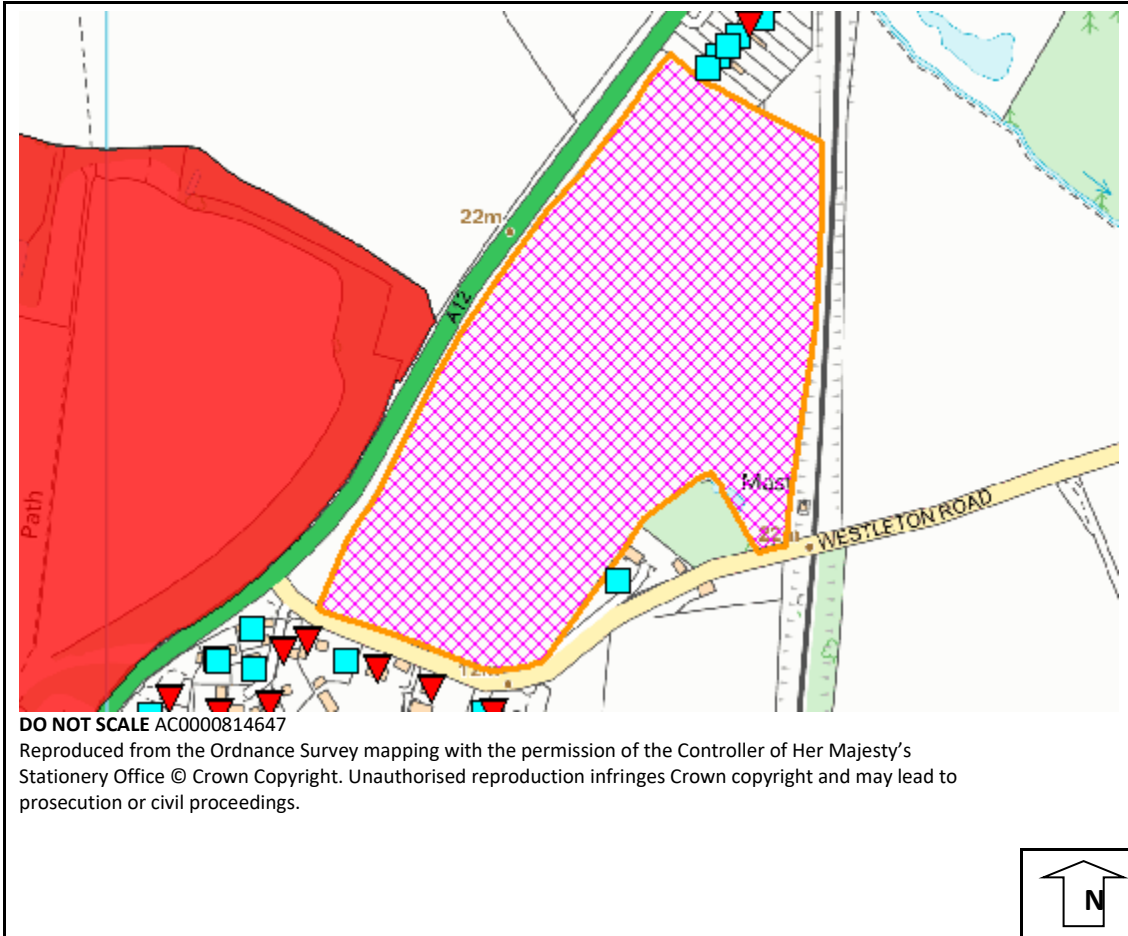 22m
A12
Path
Mast
22m
WESTLETON ROAD
12m
DO NOT SCALE AC0000814647
Reproduced from the Ordnance Survey mapping with the permission of the Controller of Her Majesty's
Stationery Office © Crown Copyright. Unauthorised reproduction infringes Crown copyright and may lead to
prosecution or civil proceedings.
N